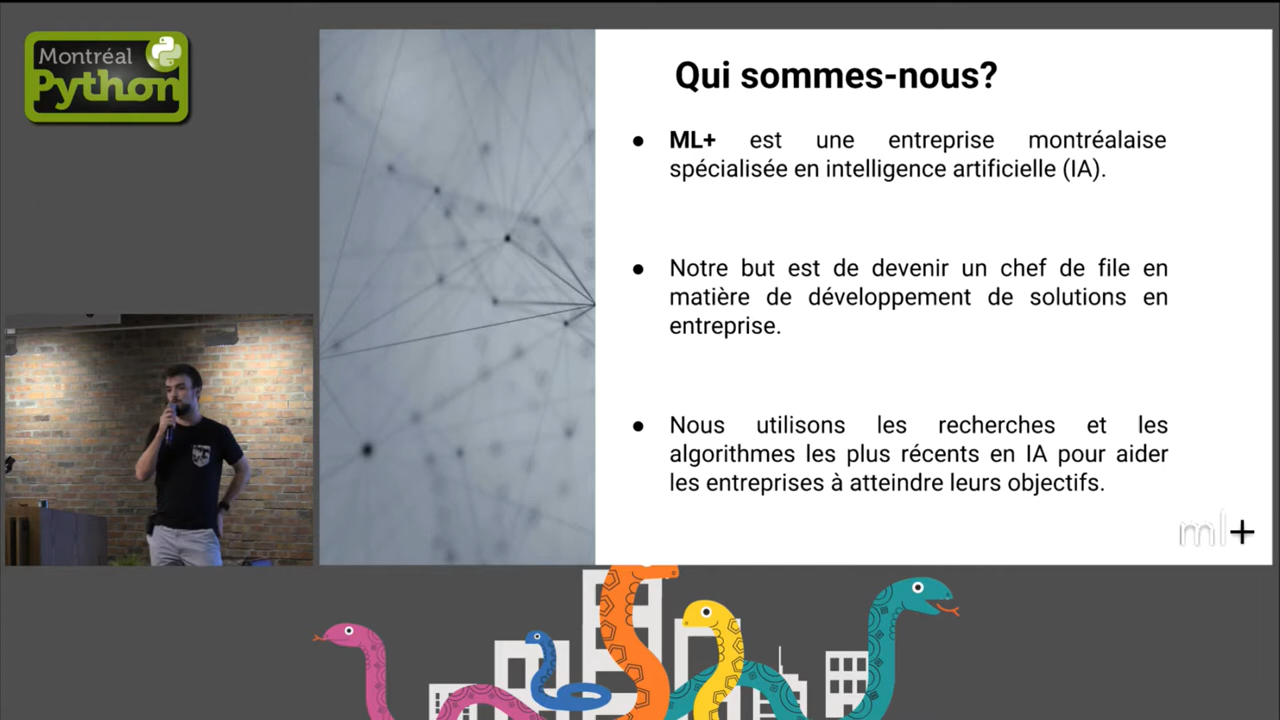 Montréal
Python
Qui sommes-nous?
● ML+ est une entreprise montréalaise
spécialisée en intelligence artificielle (IA).
● Notre but est de devenir un chef de file en
matière de développement de solutions en
entreprise.
● Nous utilisons les recherches et les
algorithmes les plus récents en IA pour aider
les entreprises à atteindre leurs objectifs.
ml+